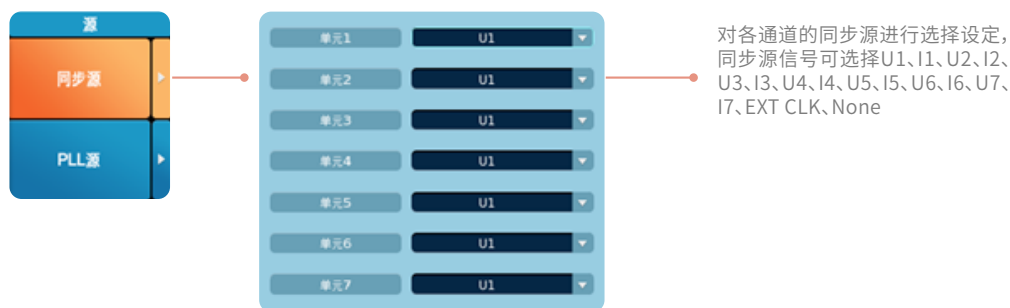 源
同步源
PLL源
单元1 U1
单元2 U1
单元3 U1
单元4 U1
单元5 U1
单元6 U1
单元7 U1
对各通道的同步源进行选择设定，
同步源信号可选择U1、I1、U2、I2、
U3、I3、U4、I4、U5、I5、U6、I6、U7、
I7、EXT CLK、None